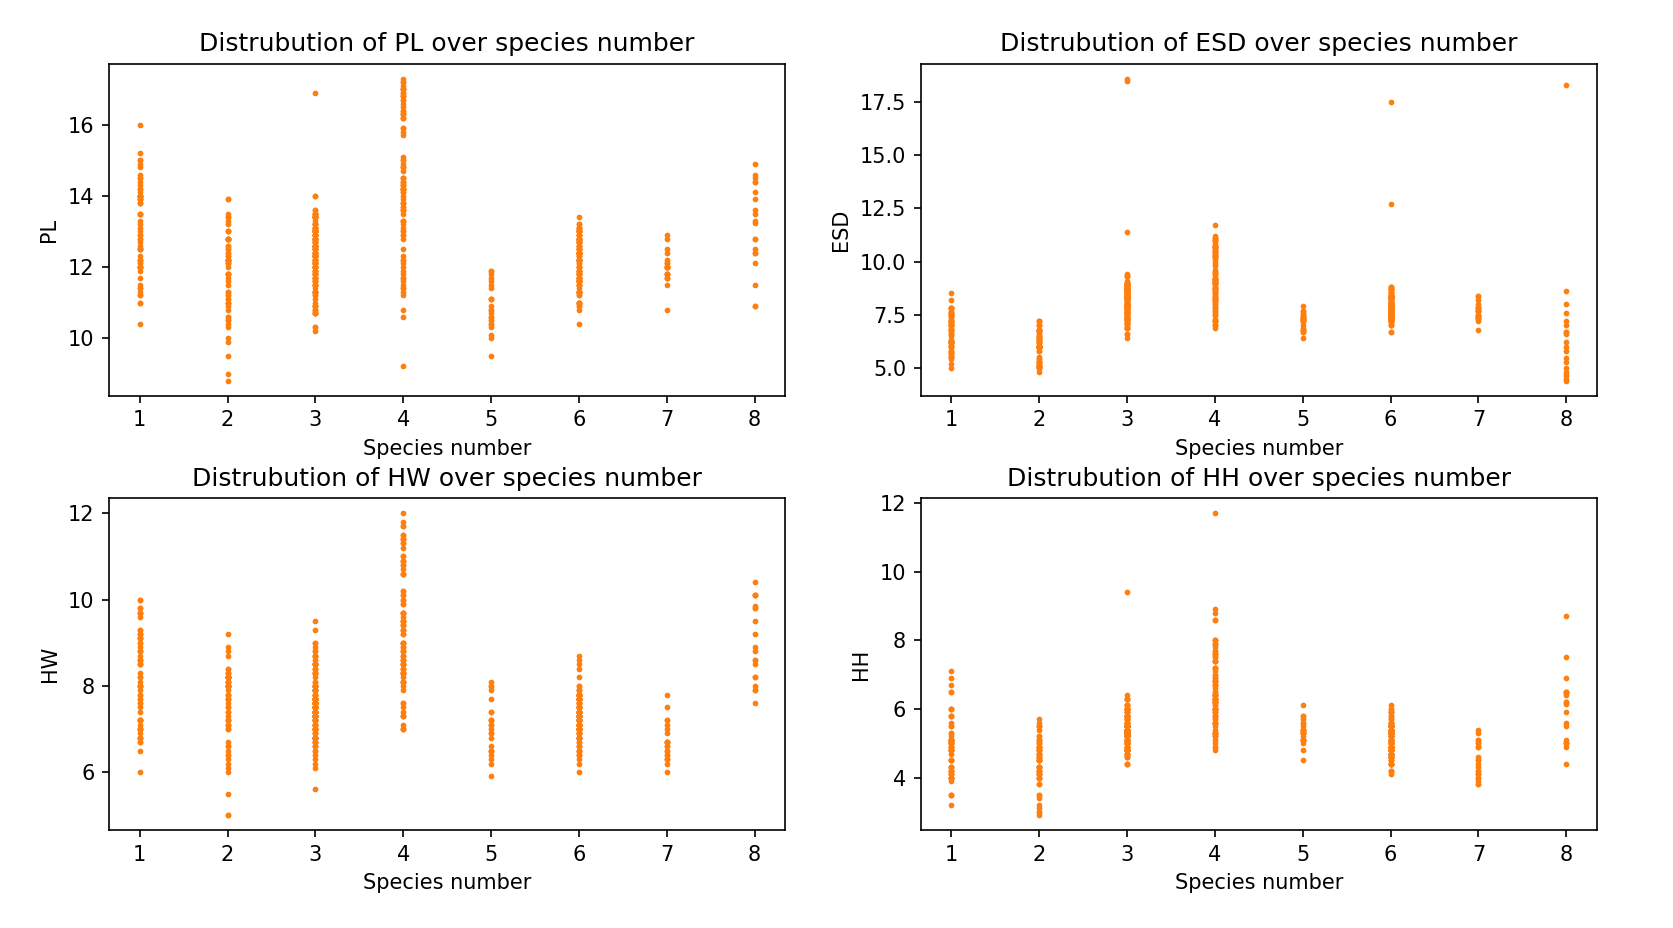 Distrubution of PL over species number
PL
16
14
12
10
1 2 3 4 5 6 7 8
Species number
Distrubution of ESD over species number
ESD
17.5
15.0
12.5
10.0
7.5
5.0
1 2 3 4 5 6 7 8
Species number
Distrubution of HW over species number
HW
12
10
8
6
1 2 3 4 5 6 7 8
Species number
Distrubution of HH over species number
HH
12
10
8
6
4
1 2 3 4 5 6 7 8
Species number